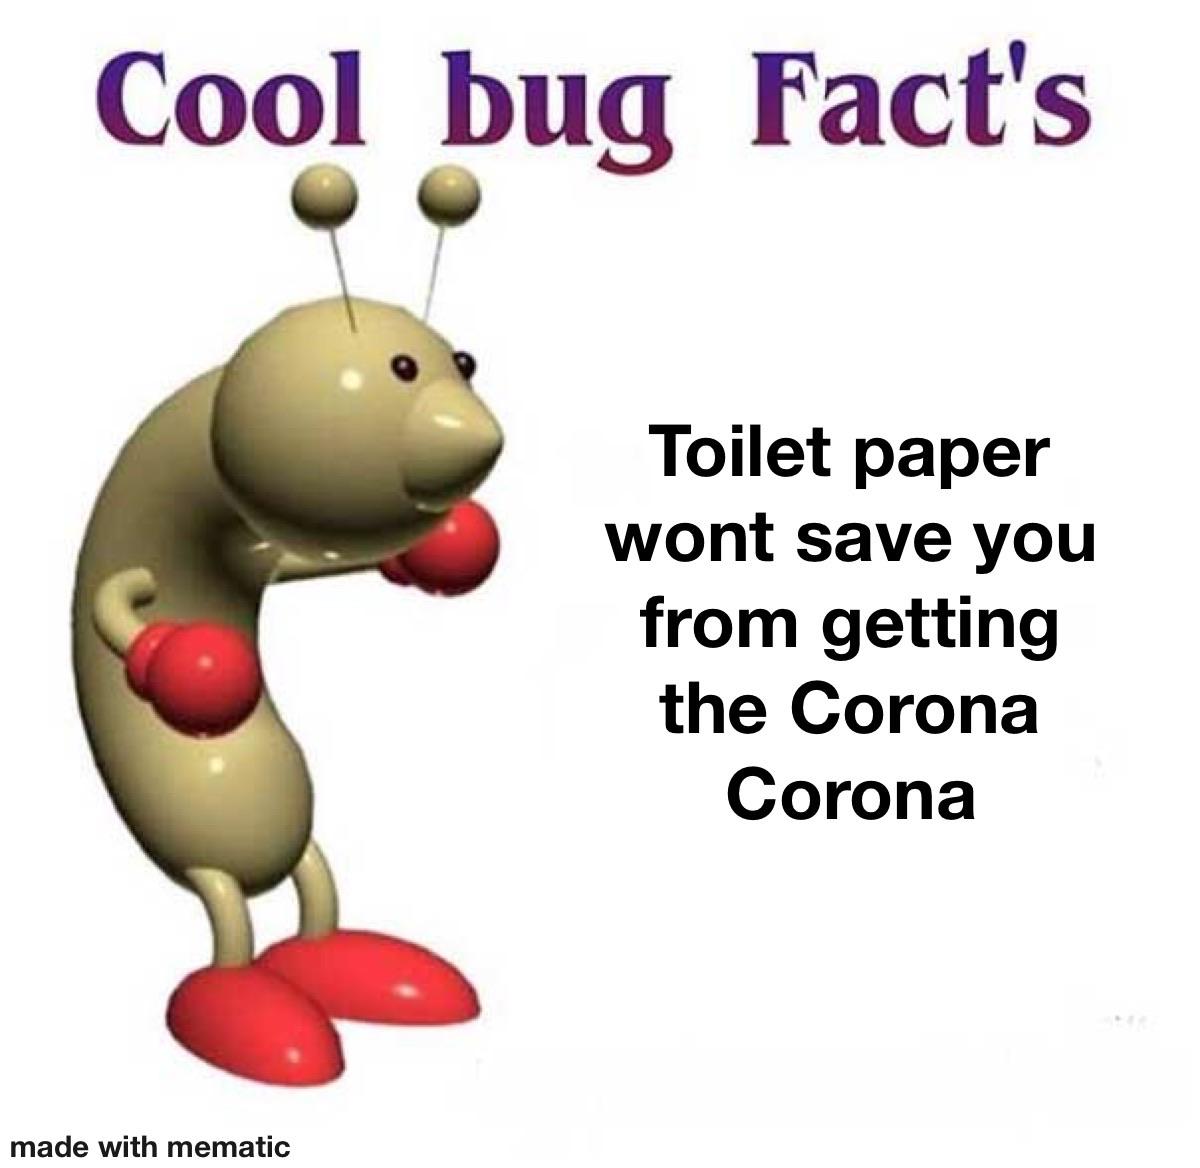 Cool bug Fact's
Toilet paper
wont save you
from getting
the Corona
Corona
made with mematic